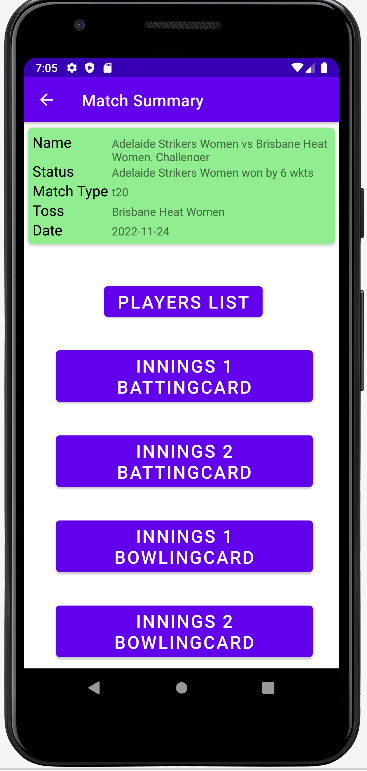 7:05
Match Summary
Name Adelaide Strikers Women vs Brisbane Heat
Women, Challenger
Status Adelaide Strikers Women won by 6 wkts
Match Type t20
Toss Brisbane Heat Women
Date 2022-11-24
PLAYERS LIST
INNINGS 1
BATTINGCARD
INNINGS 2
BATTINGCARD
INNINGS 1
BOWLINGCARD
INNINGS 2
BOWLINGCARD